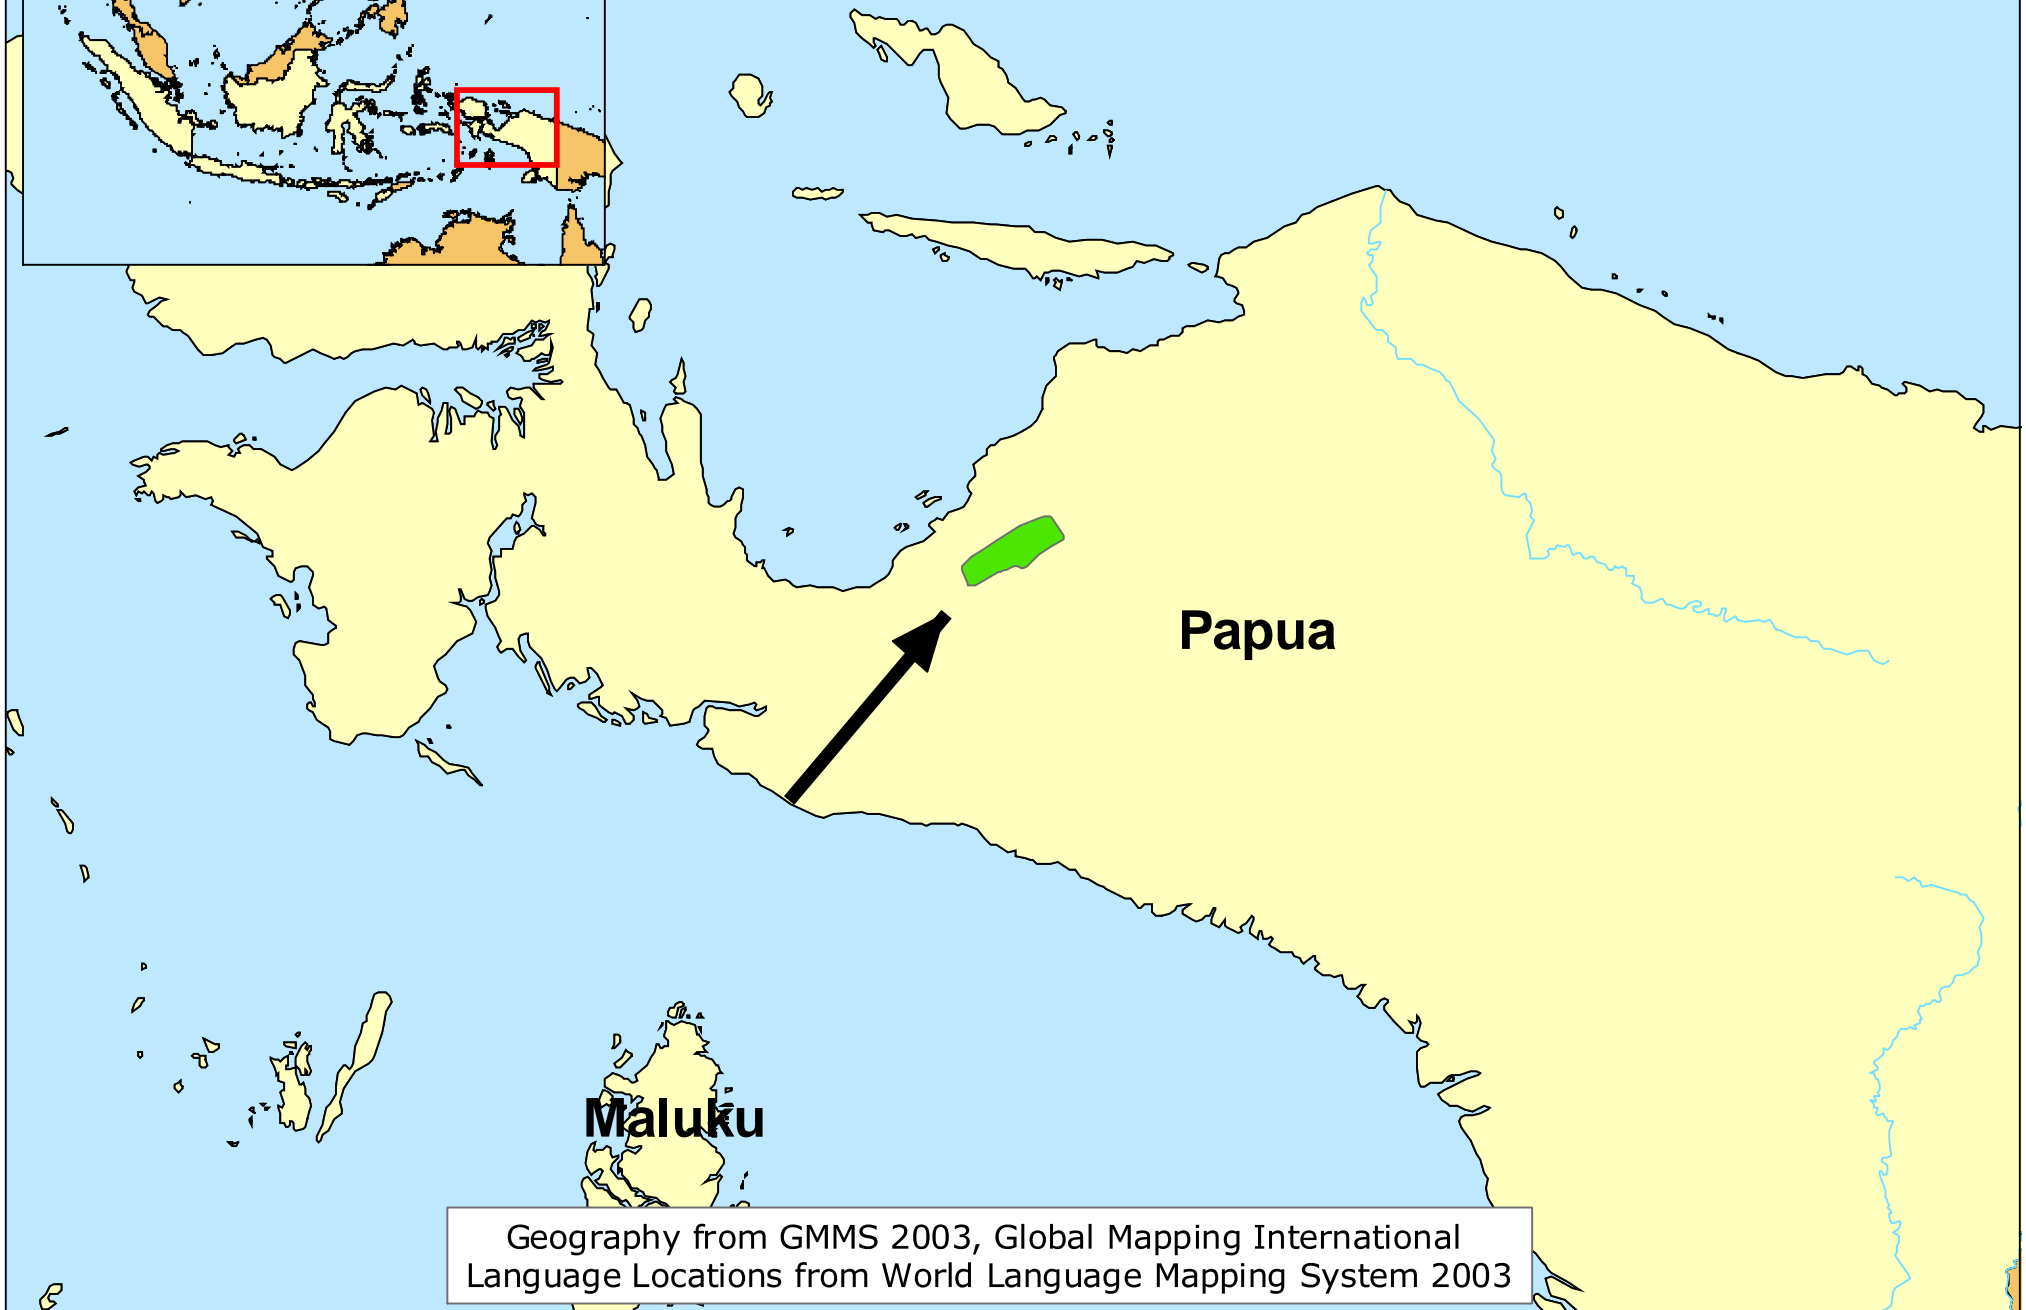 Papua
Maluku
Geography from GMMS 2003, Global Mapping International
Language Locations from World Language Mapping System 2003